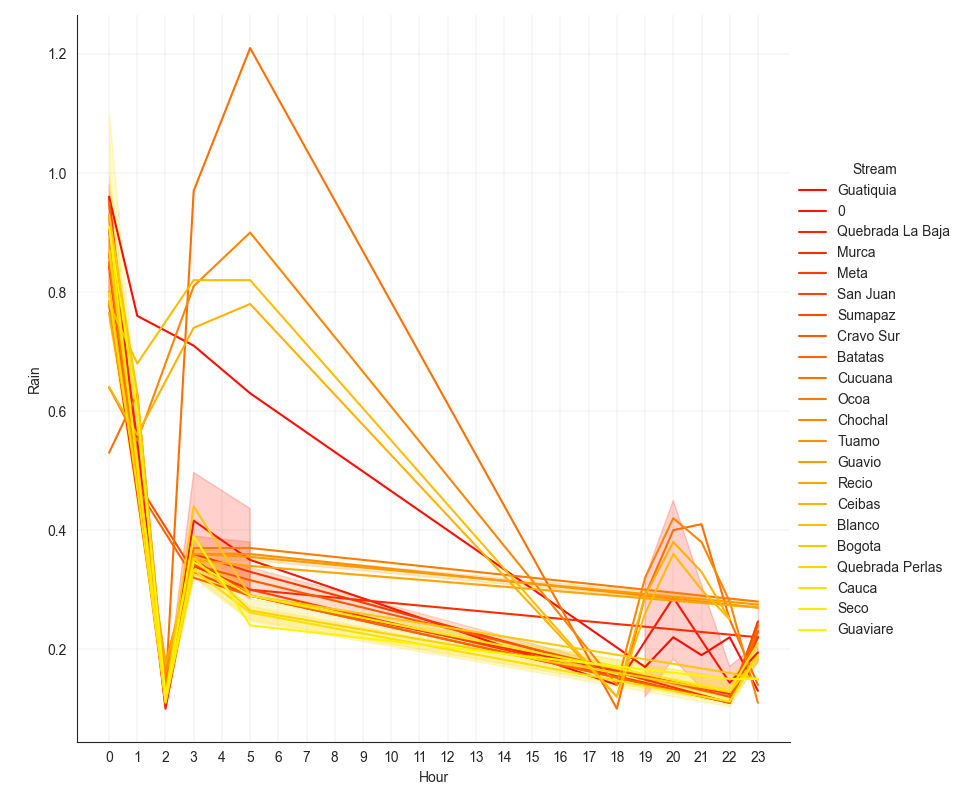 1.2
1.0
0.8
0.6
0.4
0.2
Rain
0 1 2 3 4 5 6 7 8 9 10 11 12 13 14 15 16 17 18 19 20 21 22 23
Hour
Stream
Guatiquia
0
Quebrada La Baja
Murca
Meta
San Juan
Sumapaz
Cravo Sur
Batatas
Cucuana
Ocoa
Chochal
Tuamo
Guavio
Recio
Ceibas
Blanco
Bogota
Quebrada Perlas
Cauca
Seco
Guaviare